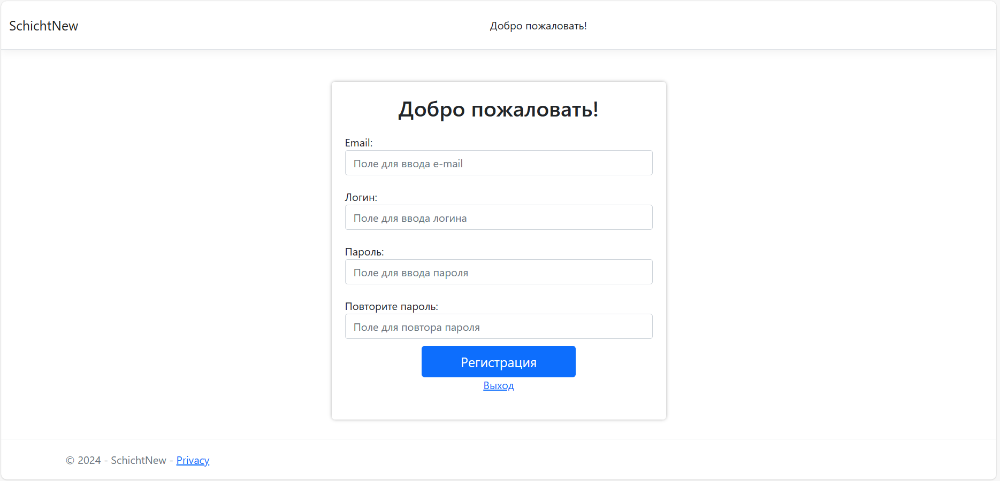 SchichtNew
Добро пожаловать!
Добро пожаловать!
Email:
Поле для ввода e-mail
Логин:
Поле для ввода логина
Пароль:
Поле для ввода пароля
Повторите пароль:
Поле для повтора пароля
Регистрация
Выход
© 2024 - SchichtNew - Privacy